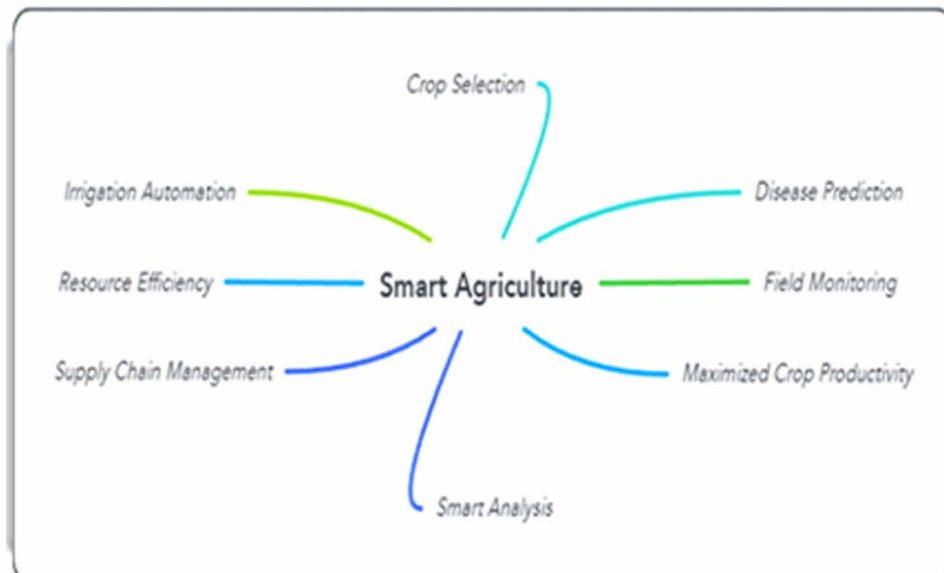 Crop Selection
Irrigation Automation
Disease Prediction
Resource Efficiency
Smart Agriculture
Field Monitoring
Supply Chain Management
Maximized Crop Productivity
Smart Analysis